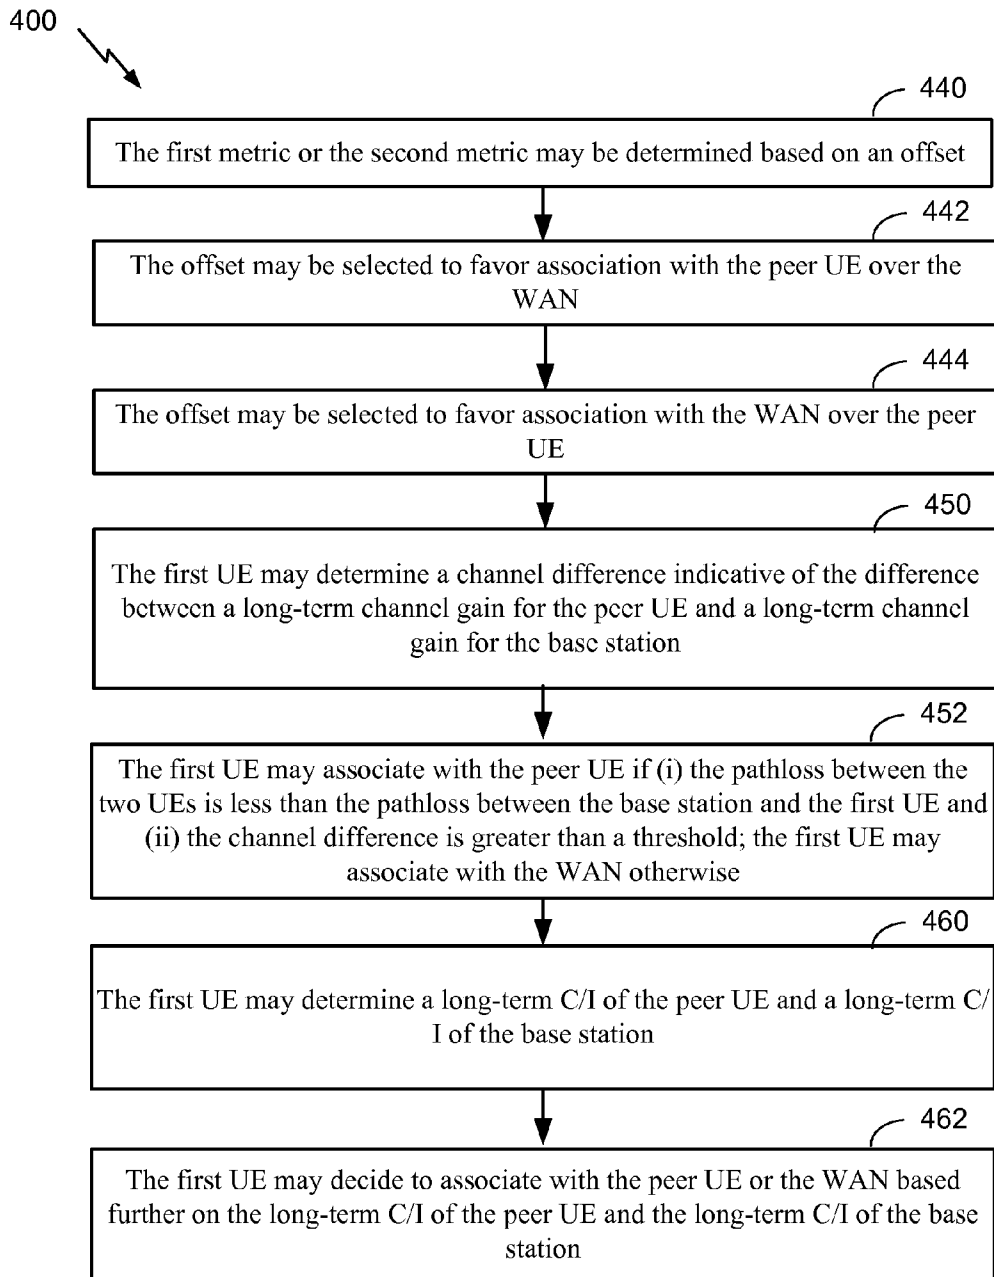 400
440
The first metric or the second metric may be determined based on an offset
442
The offset may be selected to favor association with the peer UE over the
WAN
444
The offset may be selected to favor association with the WAN over the peer
UE
450
The first UE may determine a channel difference indicative of the difference
between a long-term channel gain for the peer UE and a long-term channel
gain for the base station
452
The first UE may associate with the peer UE if (i) the pathloss between the
two UEs is less than the pathloss between the base station and the first UE and
(ii) the channel difference is greater than a threshold; the first UE may
associate with the WAN otherwise
460
The first UE may determine a long-term C/I of the peer UE and a long-term C/
I of the base station
462
The first UE may decide to associate with the peer UE or the WAN based
further on the long-term C/I of the peer UE and the long-term C/I of the base
station